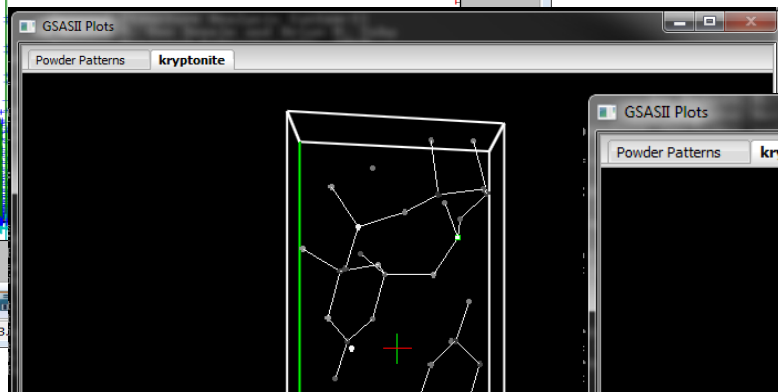 GSASII Plots
Powder Patterns kryptonite
GSASII Plots
Powder Patterns